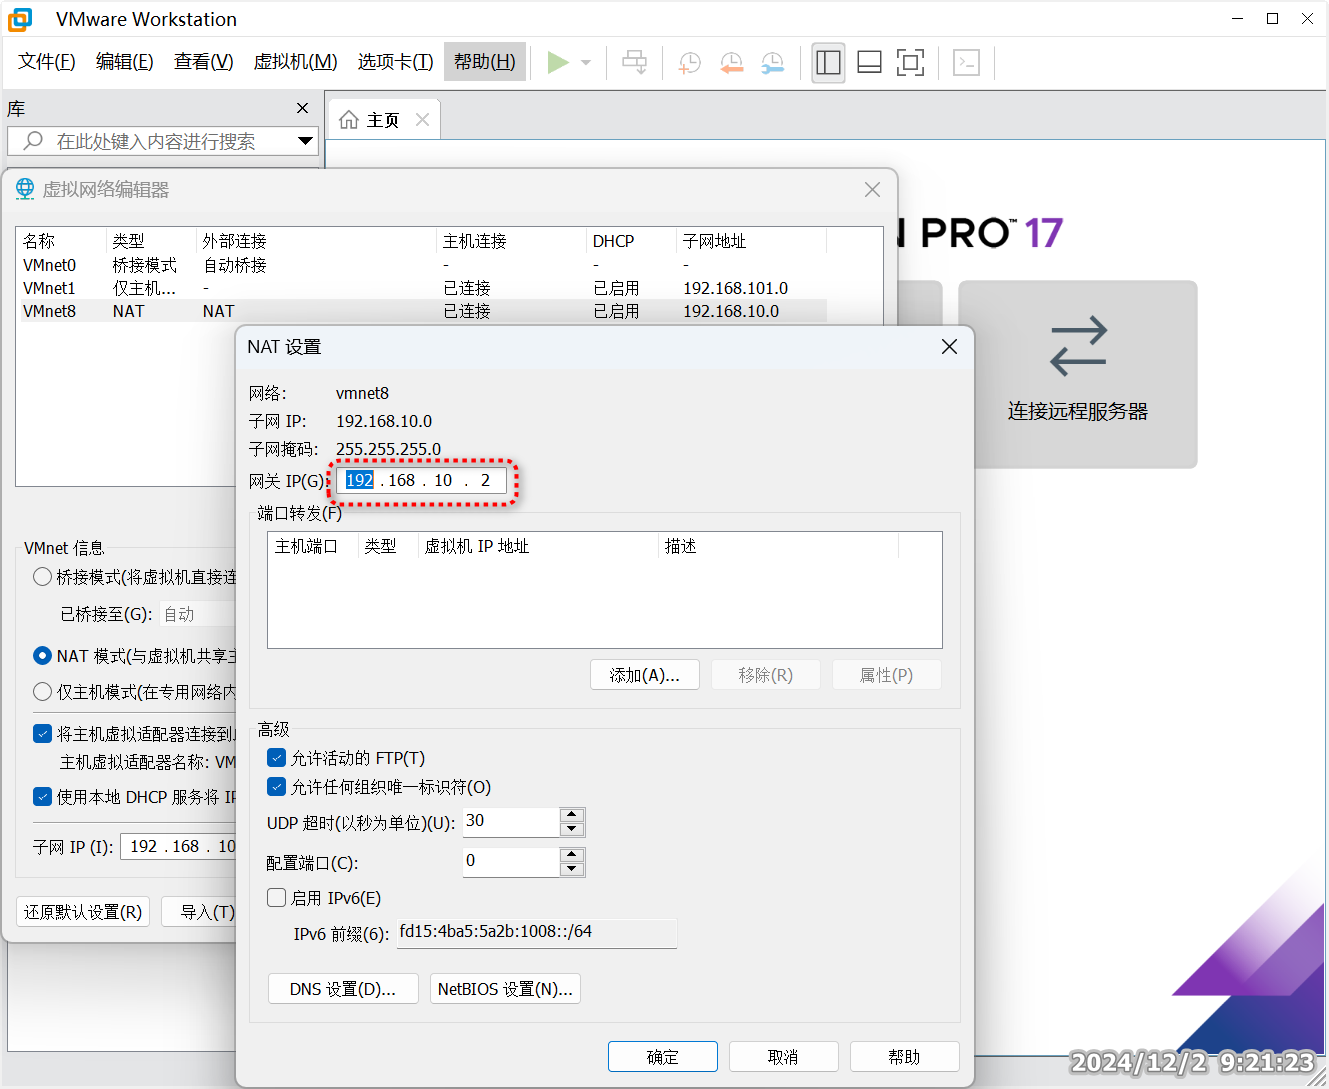 VMware Workstation
文件(F) 编辑(E) 查看(V) 虚拟机(M) 选项卡(T) 帮助(H)
库
主页
在此处键入内容进行搜索
虚拟网络编辑器
N PRO™ 17
名称 类型 外部连接 主机连接 DHCP 子网地址
VMnet0 桥接模式 自动桥接 - - -
VMnet1 仅主机... - 已连接 已启用 192.168.101.0
VMnet8 NAT NAT 已连接 已启用 192.168.10.0
连接远程服务器
NAT 设置
网络: vmnet8
子网 IP: 192.168.10.0
子网掩码: 255.255.255.0
网关 IP(G): 192 . 168 . 10 . 2
端口转发(F)
主机端口 类型 虚拟机 IP 地址 描述
添加(A)... 移除(R) 属性(P)
高级
允许活动的 FTP(T)
允许任何组织唯一标识符(O)
UDP 超时(以秒为单位)(U): 30
配置端口(C): 0
启用 IPv6(E)
IPv6 前缀(6): fd15:4ba5:5a2b:1008::/64
DNS 设置(D)... NetBIOS 设置(N)...
确定 取消 帮助
VMnet 信息
桥接模式(将虚拟机直接连
已桥接至(G): 自动
NAT 模式(与虚拟机共享主
仅主机模式(在专用网络内
将主机虚拟适配器连接到
主机虚拟适配器名称: VM
使用本地 DHCP 服务将 IP
子网 IP (I): 192 . 168 . 10
还原默认设置(R) 导入(T)
2024/12/2 9:21:23